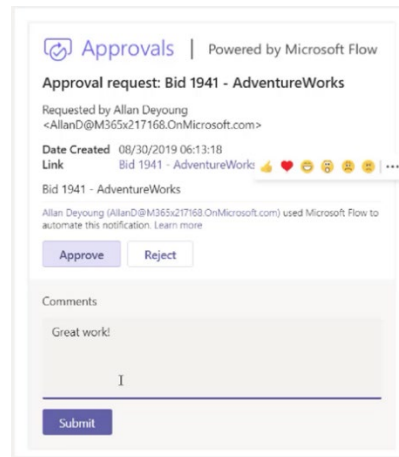 Approvals | Powered by Microsoft Flow
Approval request: Bid 1941 - AdventureWorks
Requested by Allan Deyoung
<AllanD@M365x217168.OnMicrosoft.com>
Date Created 08/30/2019 06:13:18
Link Bid 1941 - AdventureWorks
Bid 1941 - AdventureWorks
Allan Deyoung (AllanD@M365x217168.OnMicrosoft.com) used Microsoft Flow to
automate this notification. Learn more
Approve Reject
Comments
Great work!
Submit